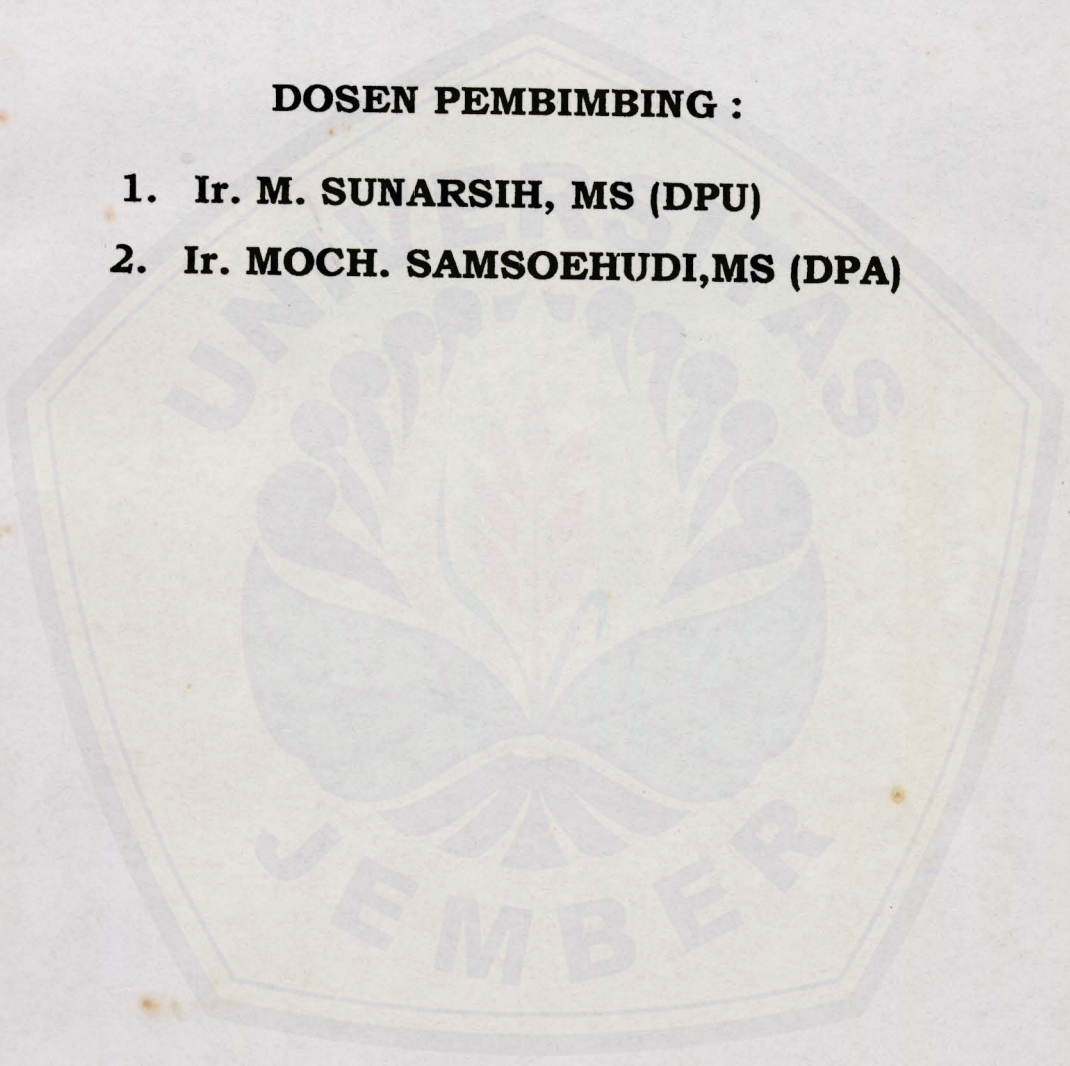 DOSEN PEMBIMBING :
1. Ir. M. SUNARSIH, MS (DPU)
2. Ir. MOCH. SAMSOEHUDI,MS (DPA)
UNIVERSITAS
JEMBER